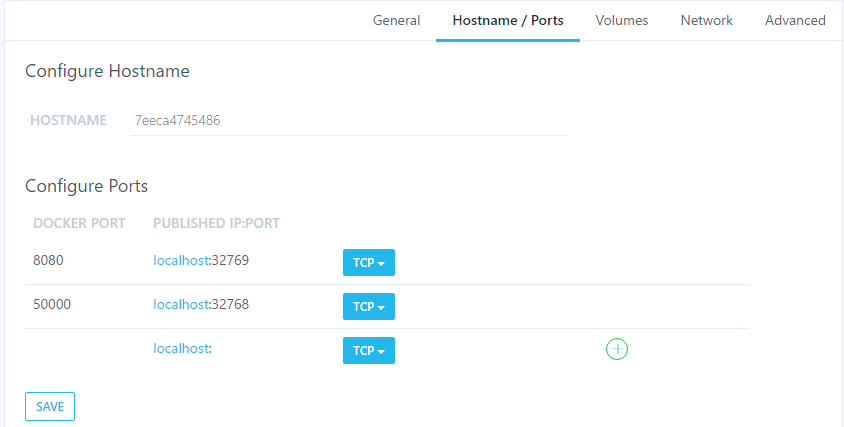 General Hostname / Ports Volumes Network Advanced
Configure Hostname
HOSTNAME 7eeca4745486
Configure Ports
DOCKER PORT PUBLISHED IP:PORT
8080 localhost:32769 TCP
50000 localhost:32768 TCP
localhost: TCP
SAVE